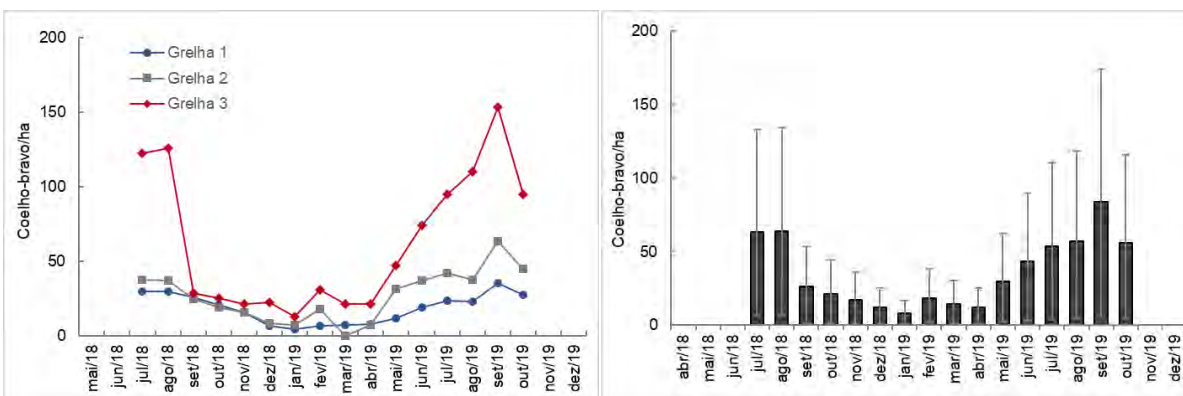 200
150
100
50
0
Coelho-bravo/ha
Grelha 1
Grelha 2
Grelha 3
mai/18
jun/18
jul/18
ago/18
set/18
out/18
nov/18
dez/18
jan/19
fev/19
mar/19
abr/19
mai/19
jun/19
jul/19
ago/19
set/19
out/19
nov/19
dez/19
200
150
100
50
0
Coelho-bravo/ha
abr/18
mai/18
jun/18
jul/18
ago/18
set/18
out/18
nov/18
dez/18
jan/19
fev/19
mar/19
abr/19
mai/19
jun/19
jul/19
ago/19
set/19
out/19
nov/19
dez/19